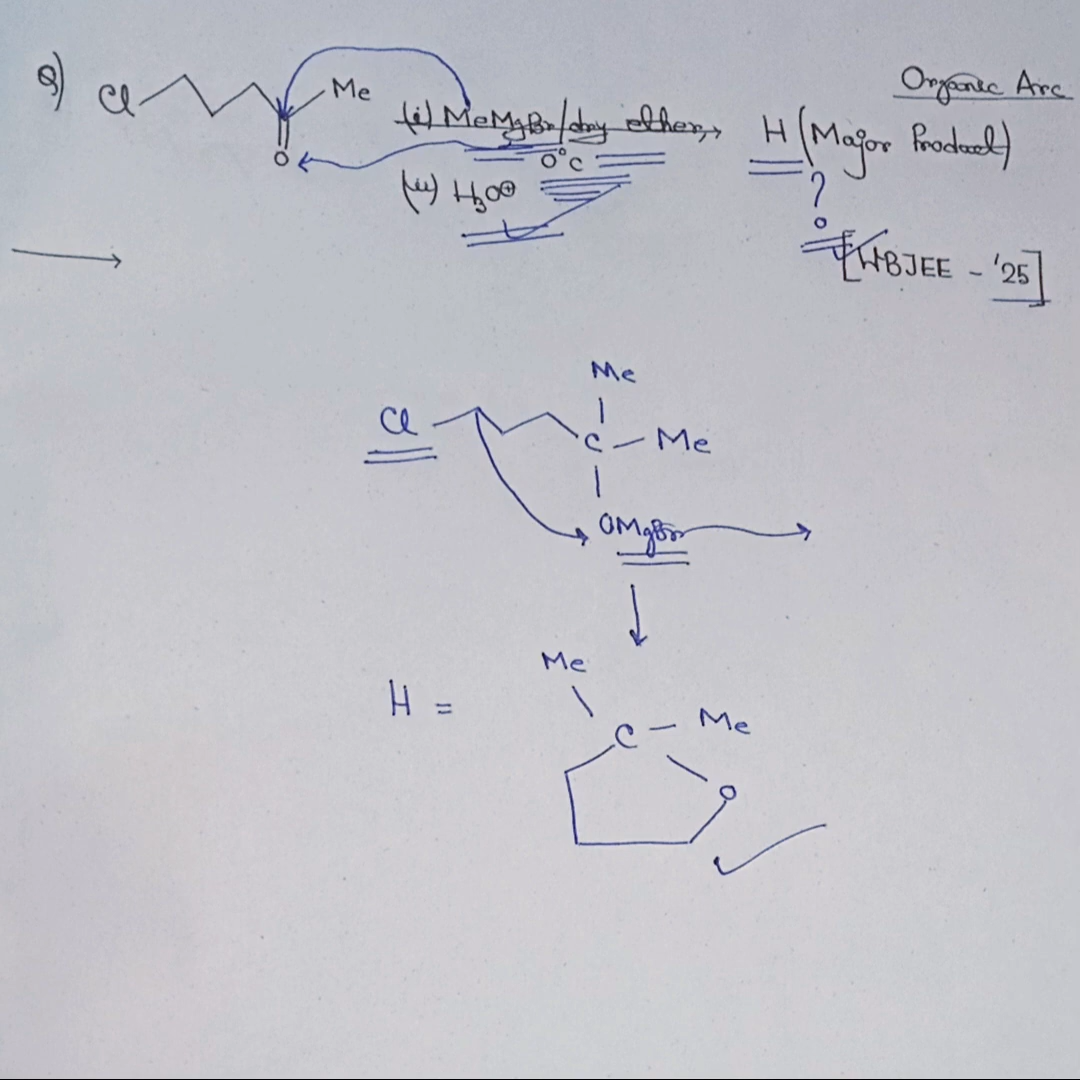 Organic Arc
Q) Cl Me
O
(i) MeMgBr/dry ether,
0°C
(ii) H₃O⊕
H (Major Product)
?
[WBJEE - '25]
Me
Cl C - Me
OMgBr
H =
Me
C - Me
O